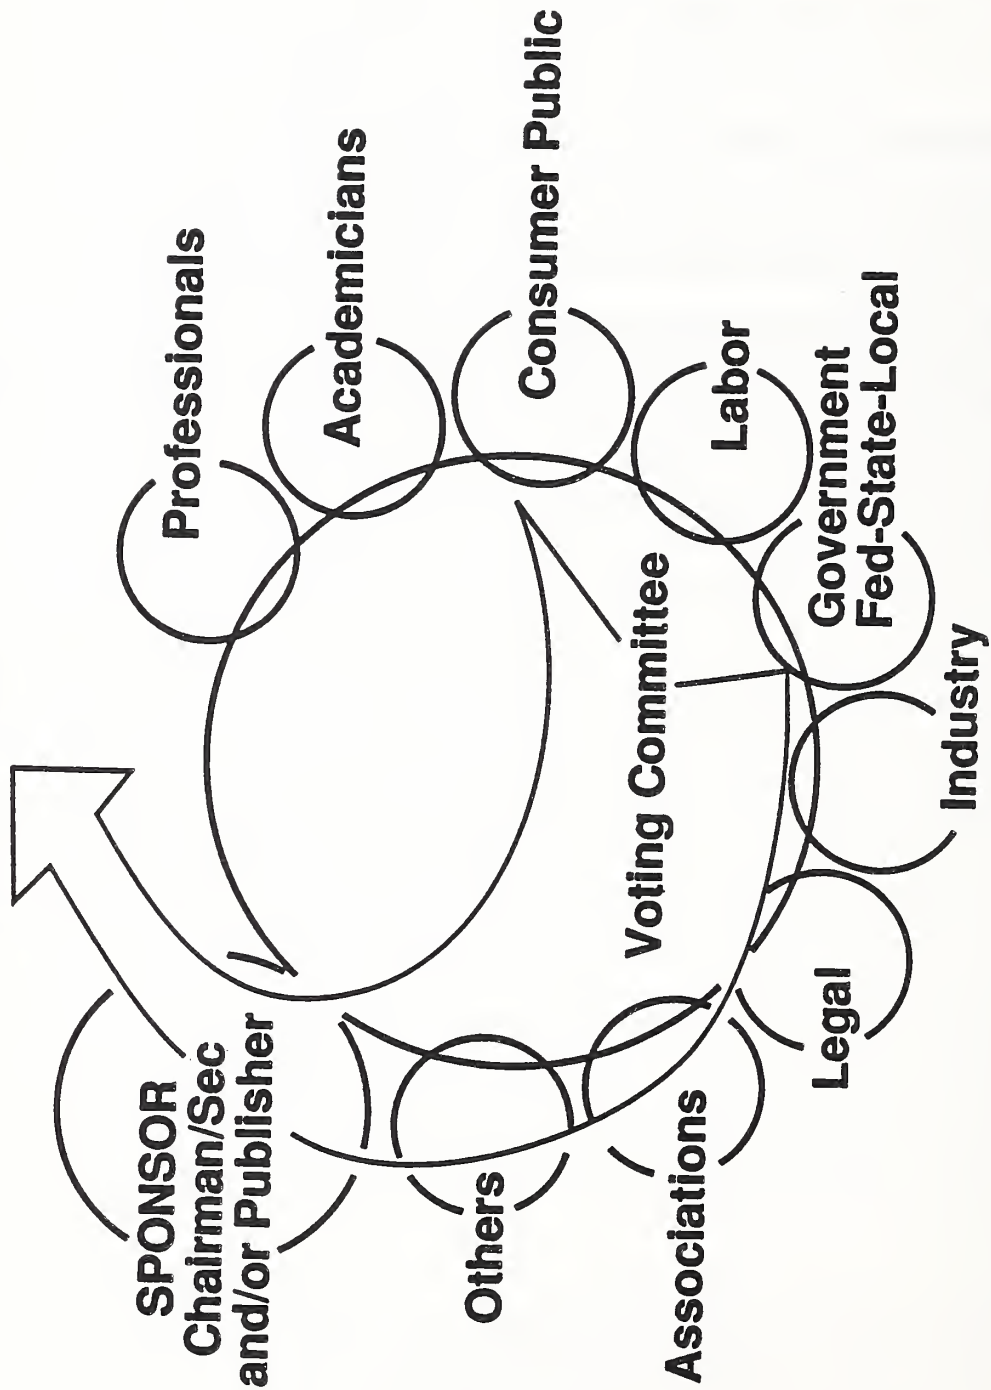 SPONSOR
Chairman/Sec
and/or Publisher
Professionals
Academicians
Consumer Public
Labor
Government
Fed-State-Local
Industry
Legal
Associations
Others
Voting Committee